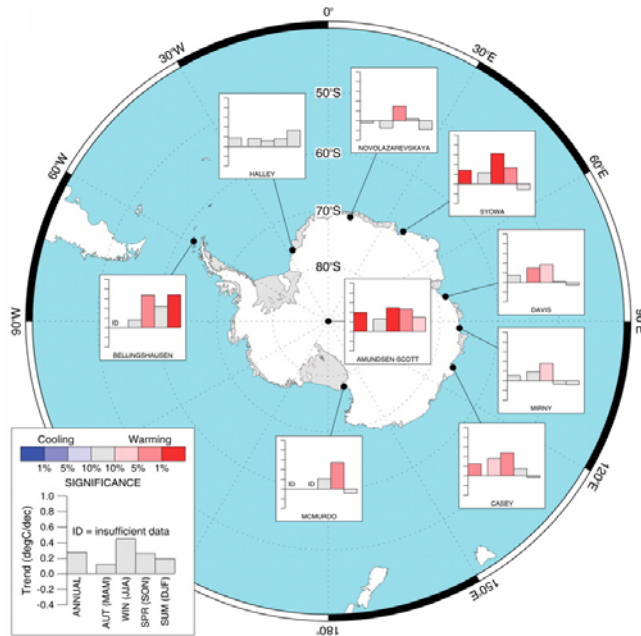 0°
30°W
30°E
50°S
60°S
60°W
60°E
70°S
80°S
90°W
90°E
120°E
150°E
180°
HALLEY
NOVOLAZAREVSKAYA
SYOWA
DAVIS
ID
BELLINGSHAUSEN
AMUNDSEN-SCOTT
MIRNY
ID ID
MCMURDO
CASEY
Cooling Warming
1% 5% 10% 10% 5% 1%
SIGNIFICANCE
Trend (degC/dec)
1.0
0.8
0.6
0.4
0.2
0.0
-0.2
-0.4
ID = insufficient data
ANNUAL
AUT (MAM)
WIN (JJA)
SPR (SON)
SUM (DJF)